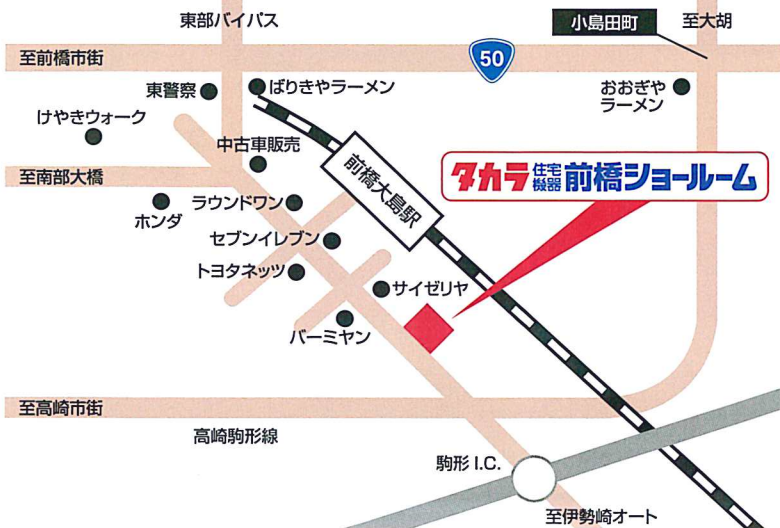 東部バイパス
小島田町
至大胡
至前橋市街
50
東警察
ばりきやラーメン
おおぎや
ラーメン
けやきウォーク
中古車販売
前橋大島駅
タカラ住宅機器前橋ショールーム
至南部大橋
ホンダ
ラウンドワン
セブンイレブン
トヨタネッツ
サイゼリヤ
バーミヤン
至高崎市街
高崎駒形線
駒形 I.C.
至伊勢崎オート